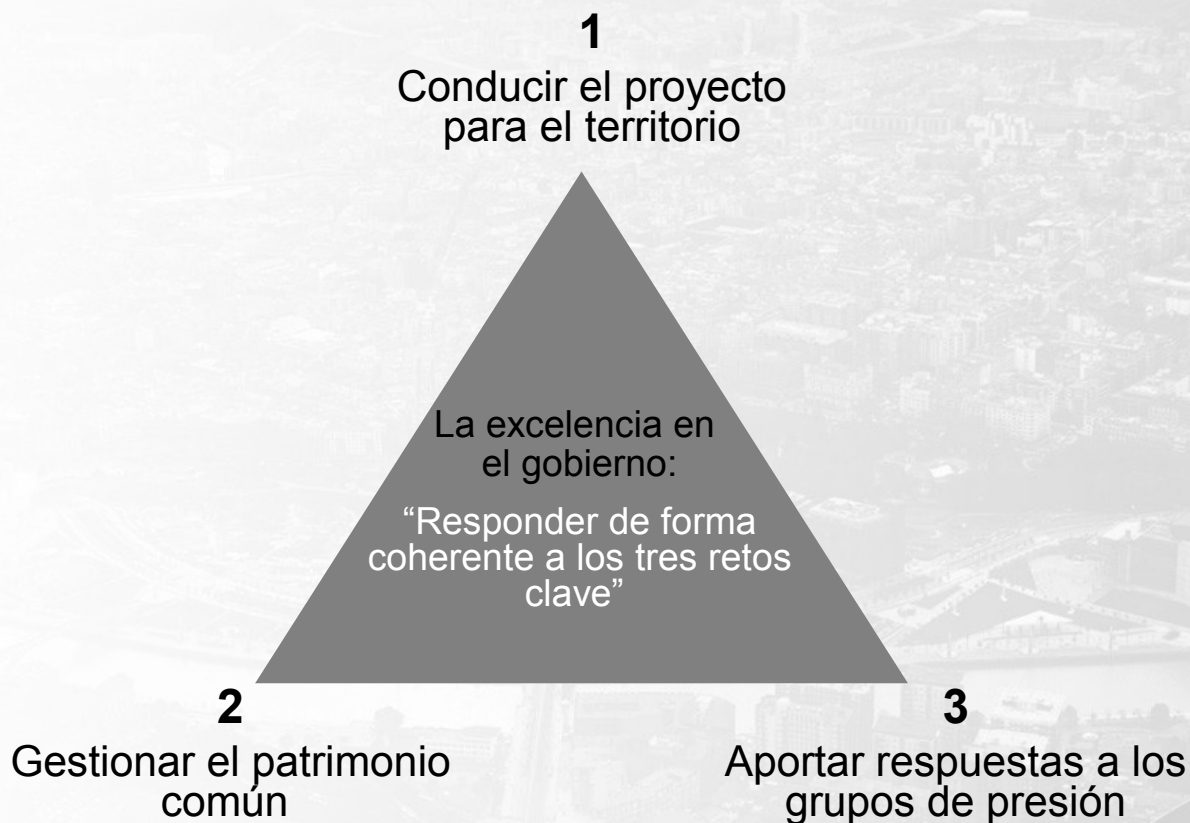 1
Conducir el proyecto
para el territorio
La excelencia en
el gobierno:
“Responder de forma
coherente a los tres retos
clave”
2
Gestionar el patrimonio
común
3
Aportar respuestas a los
grupos de presión